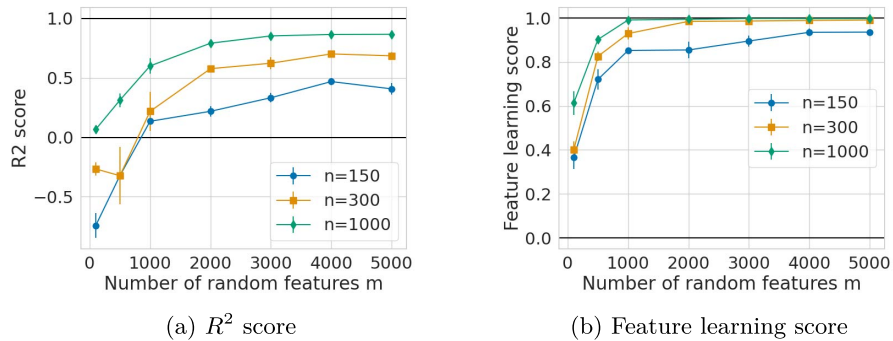 1.0
0.5
0.0
−0.5
R2 score
n=150
n=300
n=1000
0 1000 2000 3000 4000 5000
Number of random features m
(a) R² score
1.0
0.8
0.6
0.4
0.2
0.0
Feature learning score
n=150
n=300
n=1000
0 1000 2000 3000 4000 5000
Number of random features m
(b) Feature learning score